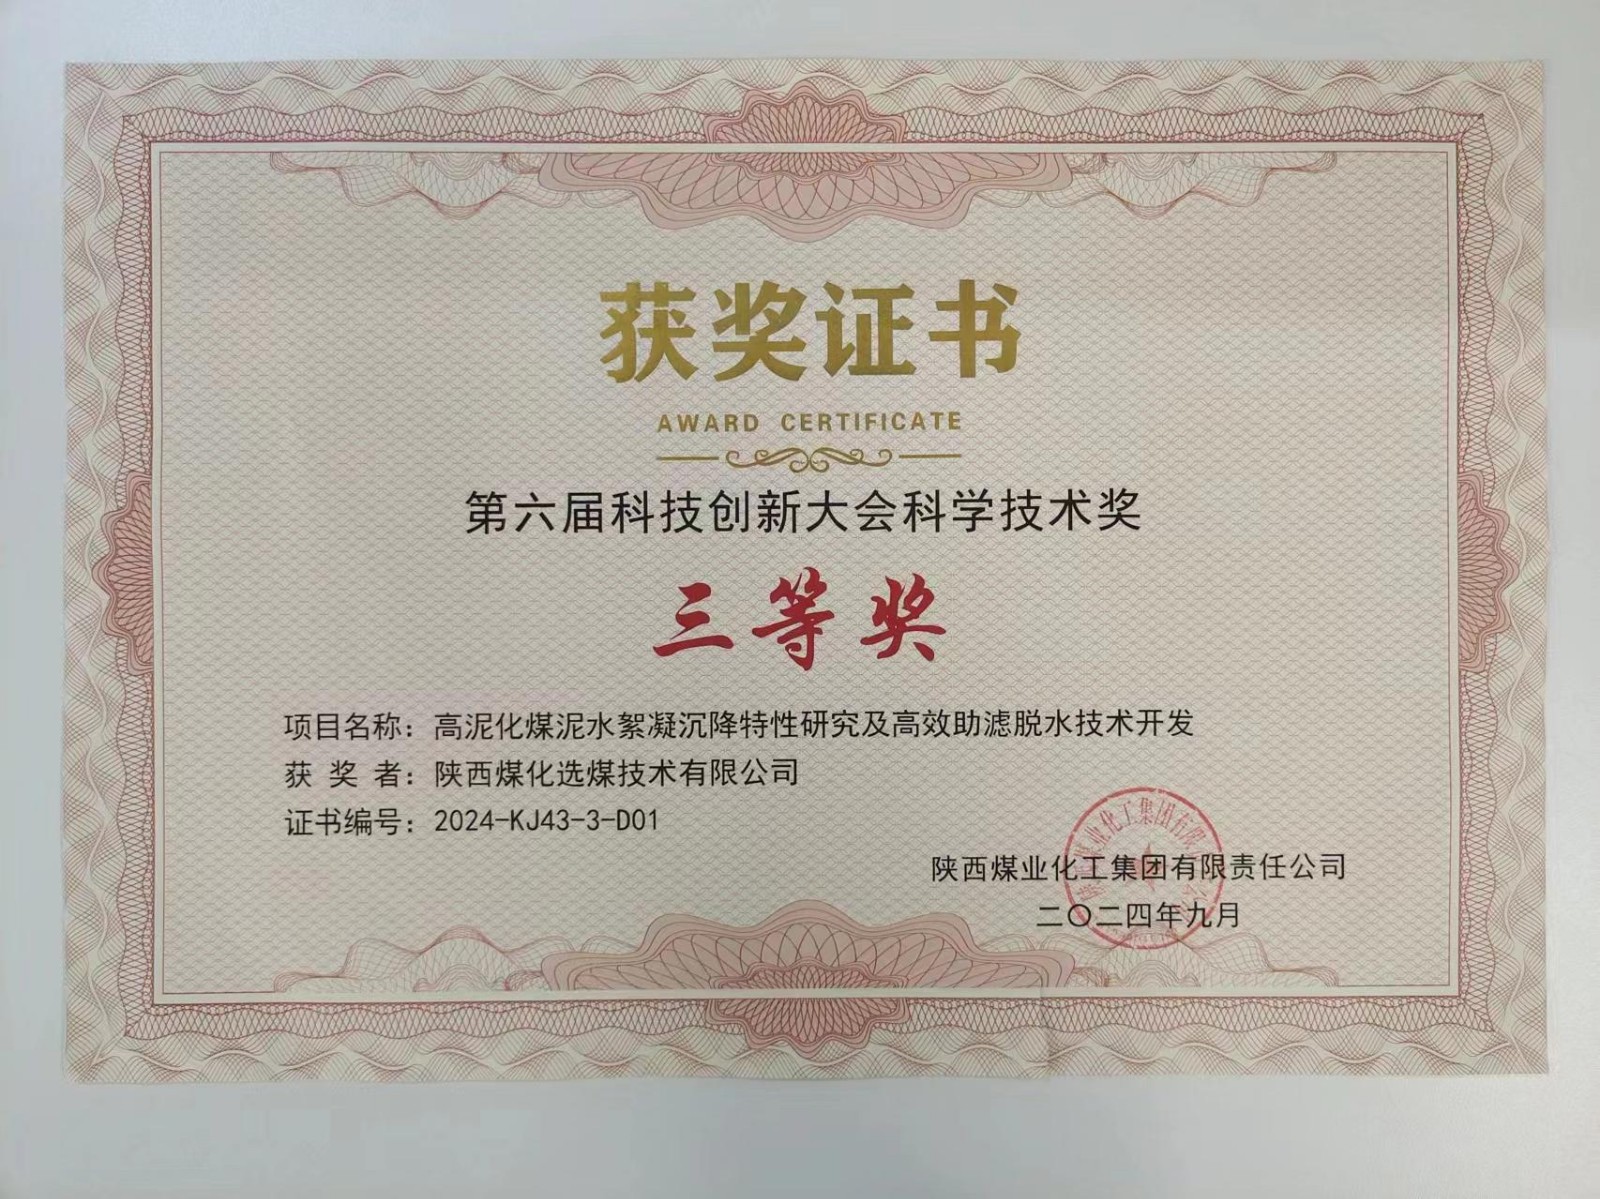 获奖证书
AWARD CERTIFICATE
第六届科技创新大会科学技术奖
三等奖
项目名称：高泥化煤泥水絮凝沉降特性研究及高效助滤脱水技术开发
获 奖 者：陕西煤化选煤技术有限公司
证书编号：2024-KJ43-3-D01
陕西煤业化工集团有限责任公司
二〇二四年九月